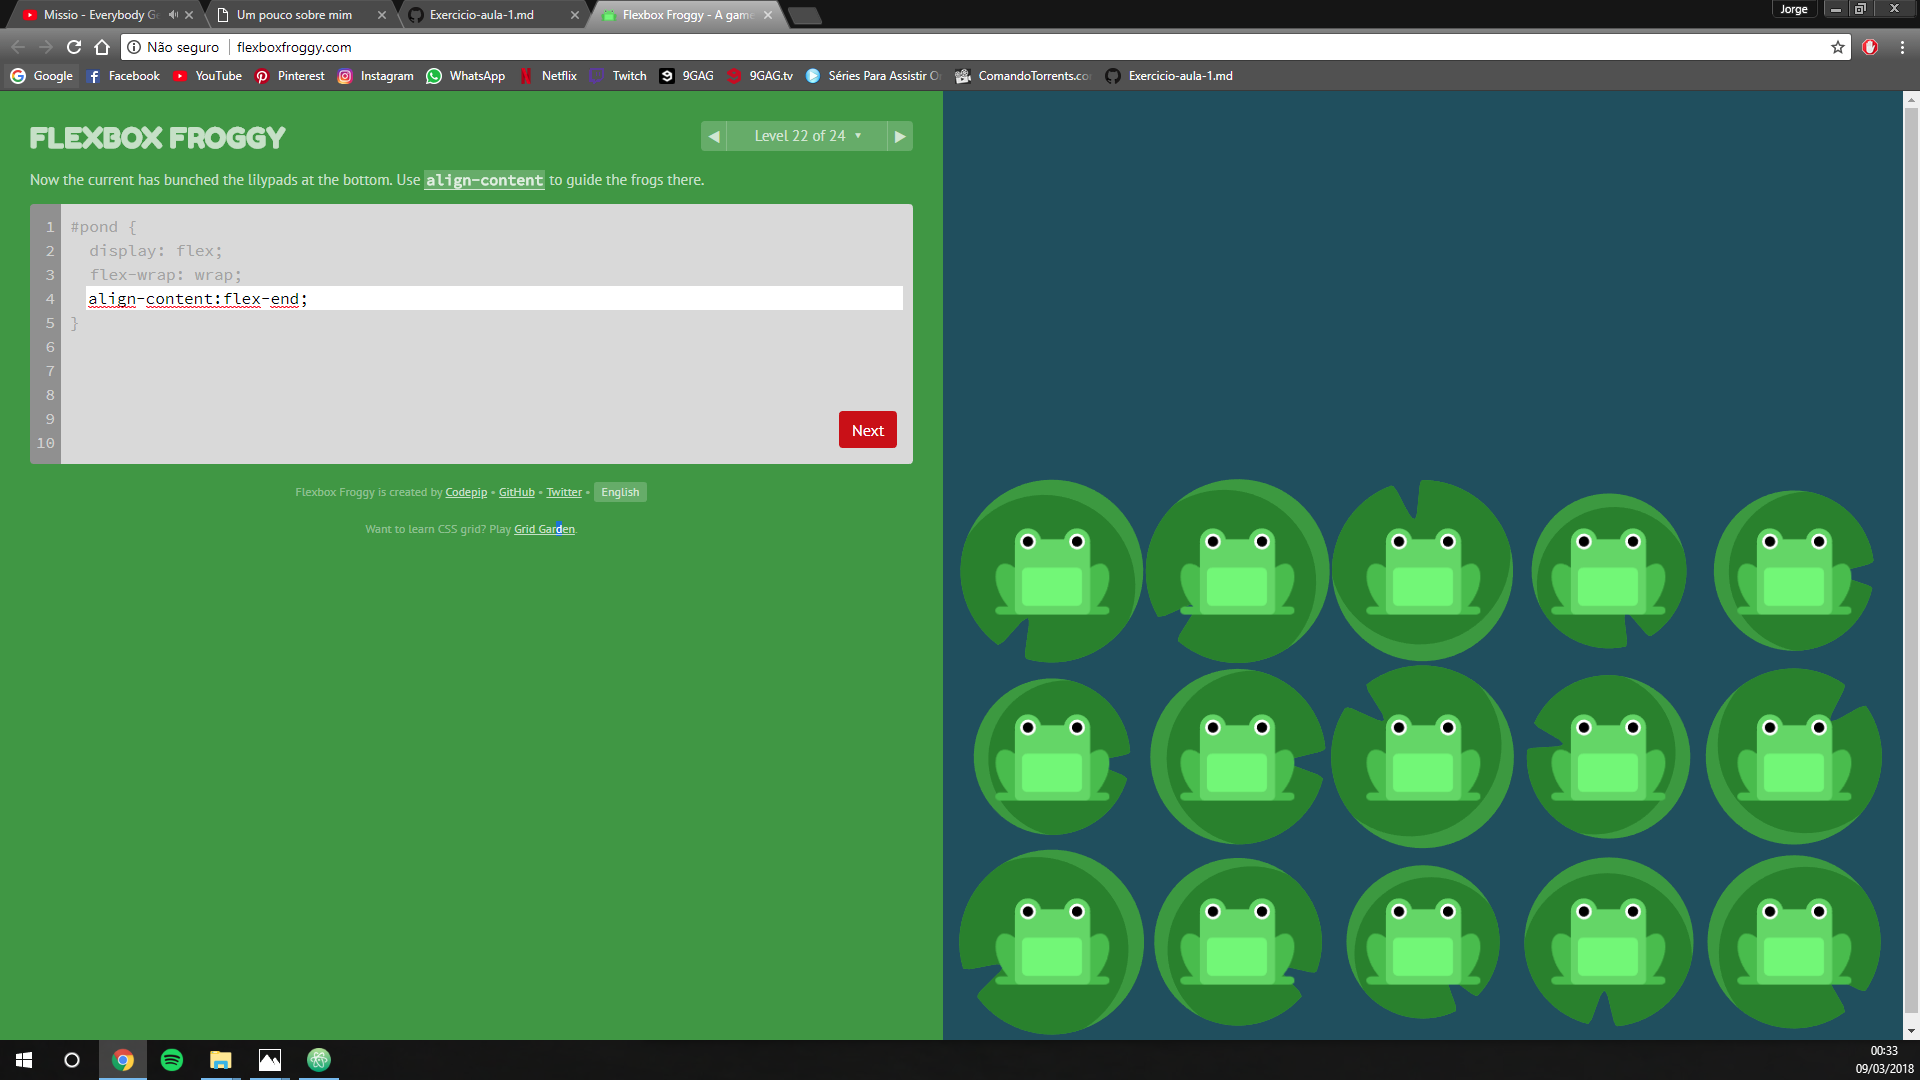 Missio - Everybody Ge
Um pouco sobre mim
Exercicio-aula-1.md
Flexbox Froggy - A game
Jorge
Não seguro
flexboxfroggy.com
Google
Facebook
YouTube
Pinterest
Instagram
WhatsApp
Netflix
Twitch
9GAG
9GAG.tv
Séries Para Assistir O
ComandoTorrents.co
Exercicio-aula-1.md
FLEXBOX FROGGY
Level 22 of 24
Now the current has bunched the lilypads at the bottom. Use align-content to guide the frogs there.
1 #pond {
2 display: flex;
3 flex-wrap: wrap;
4 align-content:flex-end;
5 }
6
7
8
9
10
Next
Flexbox Froggy is created by Codepip • GitHub • Twitter • English
Want to learn CSS grid? Play Grid Garden.
00:33
09/03/2018